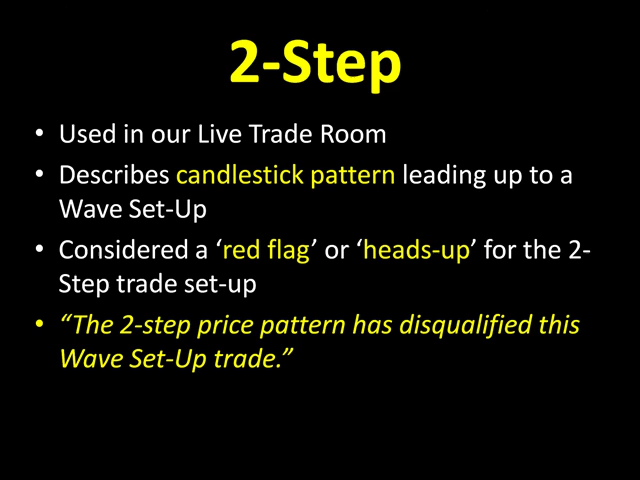 2-Step
• Used in our Live Trade Room
• Describes candlestick pattern leading up to a
Wave Set-Up
• Considered a ‘red flag’ or ‘heads-up’ for the 2-
Step trade set-up
• “The 2-step price pattern has disqualified this
Wave Set-Up trade.”